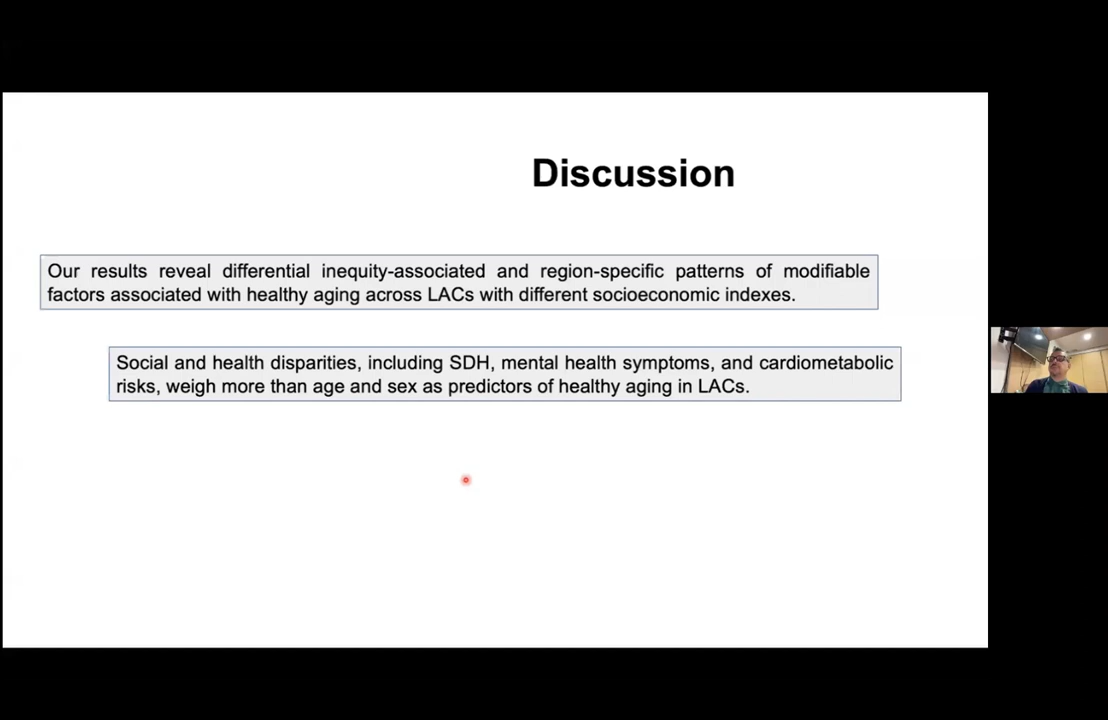 Discussion
Our results reveal differential inequity-associated and region-specific patterns of modifiable
factors associated with healthy aging across LACs with different socioeconomic indexes.
Social and health disparities, including SDH, mental health symptoms, and cardiometabolic
risks, weigh more than age and sex as predictors of healthy aging in LACs.